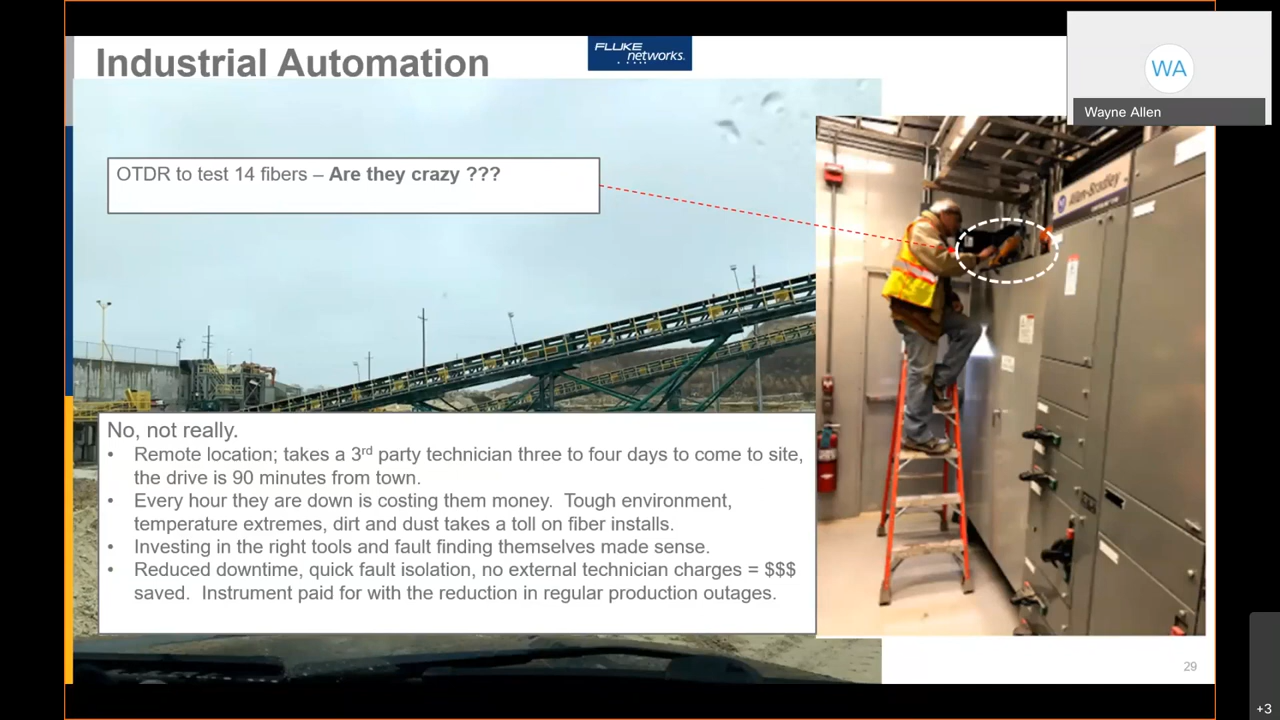 Industrial Automation
FLUKE
networks.
WA
Wayne Allen
OTDR to test 14 fibers – Are they crazy ???
Allen-Bradley
No, not really.
• Remote location; takes a 3rd party technician three to four days to come to site,
the drive is 90 minutes from town.
• Every hour they are down is costing them money.  Tough environment,
temperature extremes, dirt and dust takes a toll on fiber installs.
• Investing in the right tools and fault finding themselves made sense.
• Reduced downtime, quick fault isolation, no external technician charges = $$$
saved.  Instrument paid for with the reduction in regular production outages.
29
+3